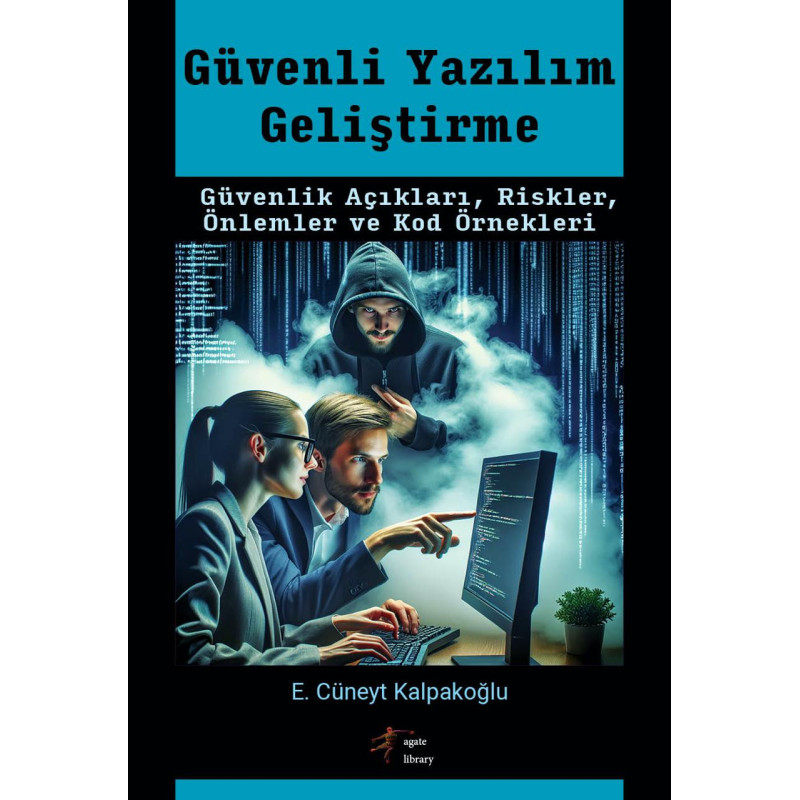 Güvenli Yazılım
Geliştirme
Güvenlik Açıkları, Riskler,
Önlemler ve Kod Örnekleri
E. Cüneyt Kalpakoğlu
agate
library